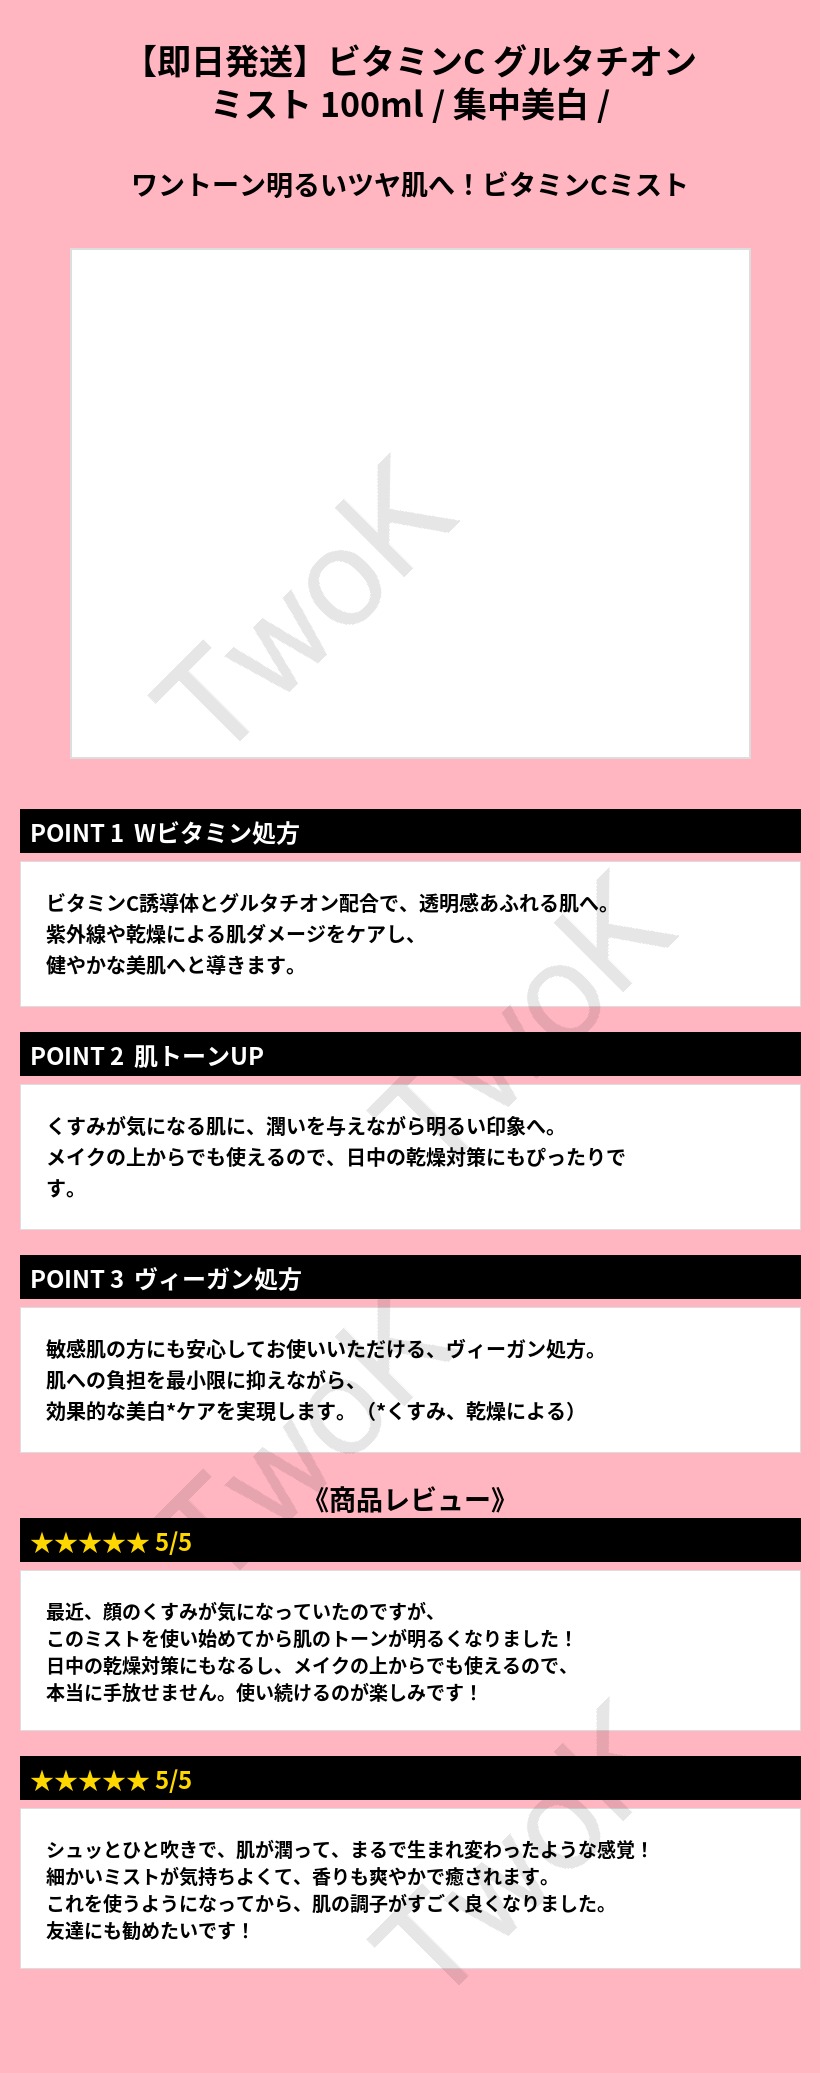 【即日発送】ビタミンC グルタチオン
ミスト 100ml / 集中美白 /
ワントーン明るいツヤ肌へ！ビタミンCミスト
TwoK
POINT 1 Wビタミン処方
ビタミンC誘導体とグルタチオン配合で、透明感あふれる肌へ。
紫外線や乾燥による肌ダメージをケアし、
健やかな美肌へと導きます。
TwoK
POINT 2 肌トーンUP
くすみが気になる肌に、潤いを与えながら明るい印象へ。
メイクの上からでも使えるので、日中の乾燥対策にもぴったりで
す。
POINT 3 ヴィーガン処方
敏感肌の方にも安心してお使いいただける、ヴィーガン処方。
肌への負担を最小限に抑えながら、
効果的な美白*ケアを実現します。（*くすみ、乾燥による）
TwoK
《商品レビュー》
★★★★★ 5/5
最近、顔のくすみが気になっていたのですが、
このミストを使い始めてから肌のトーンが明るくなりました！
日中の乾燥対策にもなるし、メイクの上からでも使えるので、
本当に手放せません。使い続けるのが楽しみです！
★★★★★ 5/5
シュッとひと吹きで、肌が潤って、まるで生まれ変わったような感覚！
細かいミストが気持ちよくて、香りも爽やかで癒されます。
これを使うようになってから、肌の調子がすごく良くなりました。
友達にも勧めたいです！
TwoK